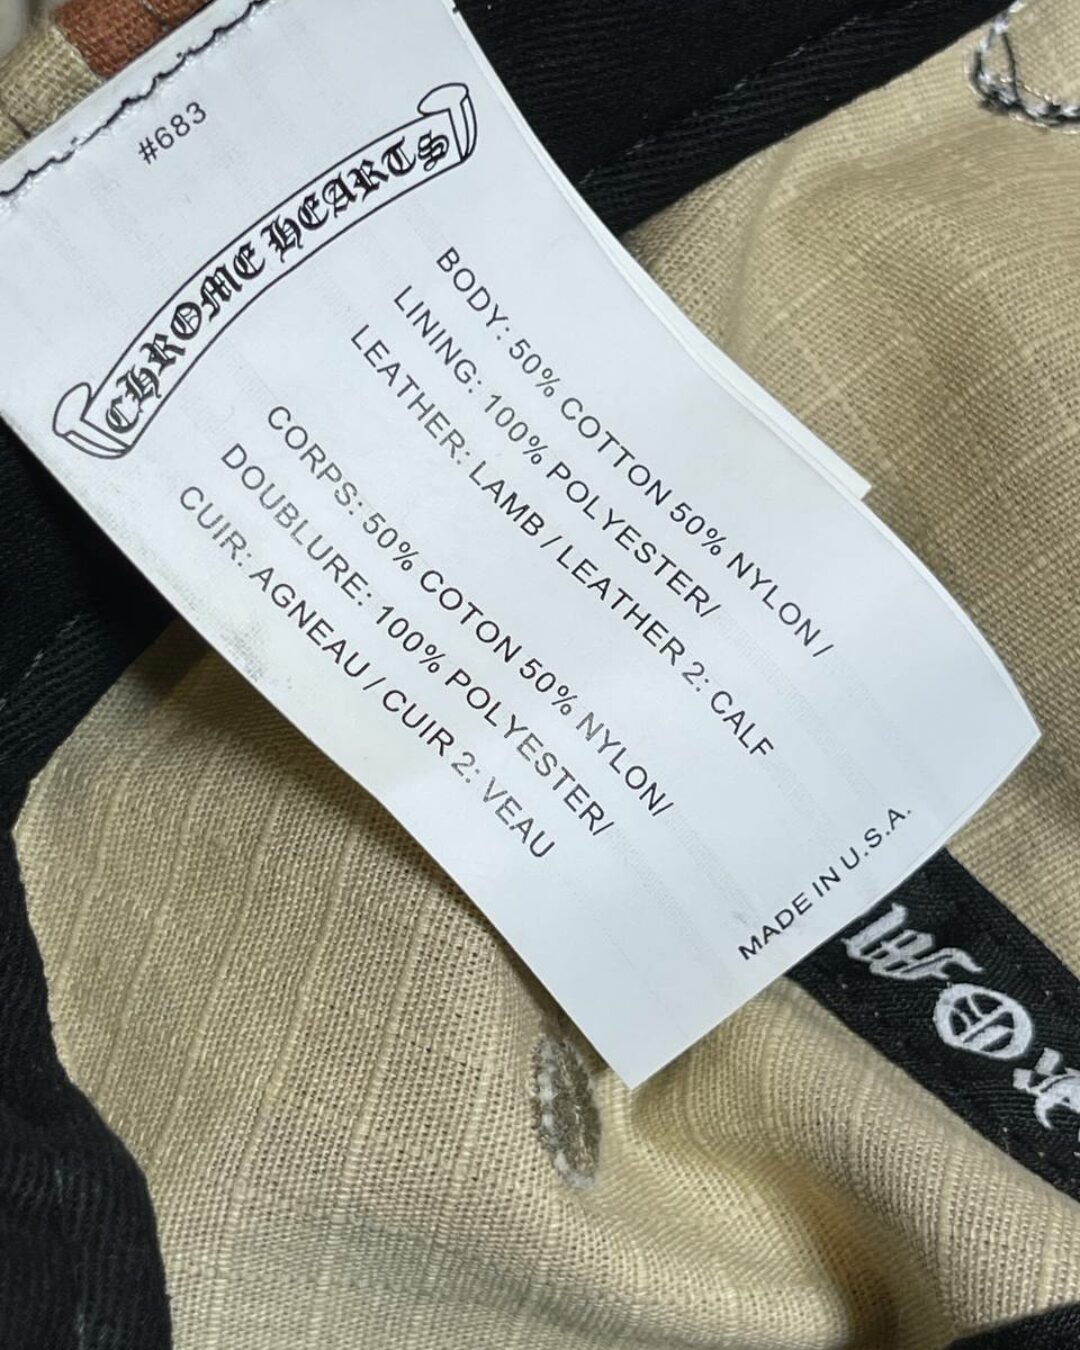 #683
CHROME HEARTS
BODY: 50% COTTON 50% NYLON /
LINING: 100% POLYESTER/
LEATHER: LAMB / LEATHER 2: CALF
CORPS: 50% COTON 50% NYLON/
DOUBLURE: 100% POLYESTER/
CUIR: AGNEAU / CUIR 2: VEAU
MADE IN U.S.A.